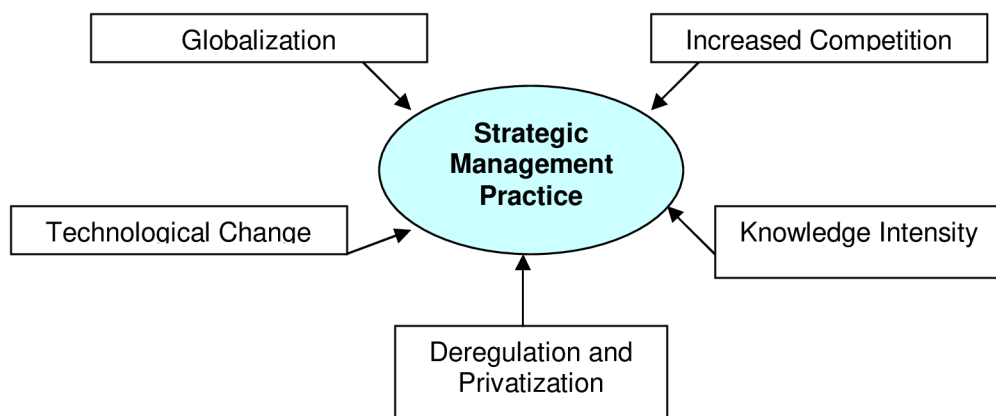 Globalization
Increased Competition
Strategic
Management
Practice
Technological Change
Knowledge Intensity
Deregulation and
Privatization